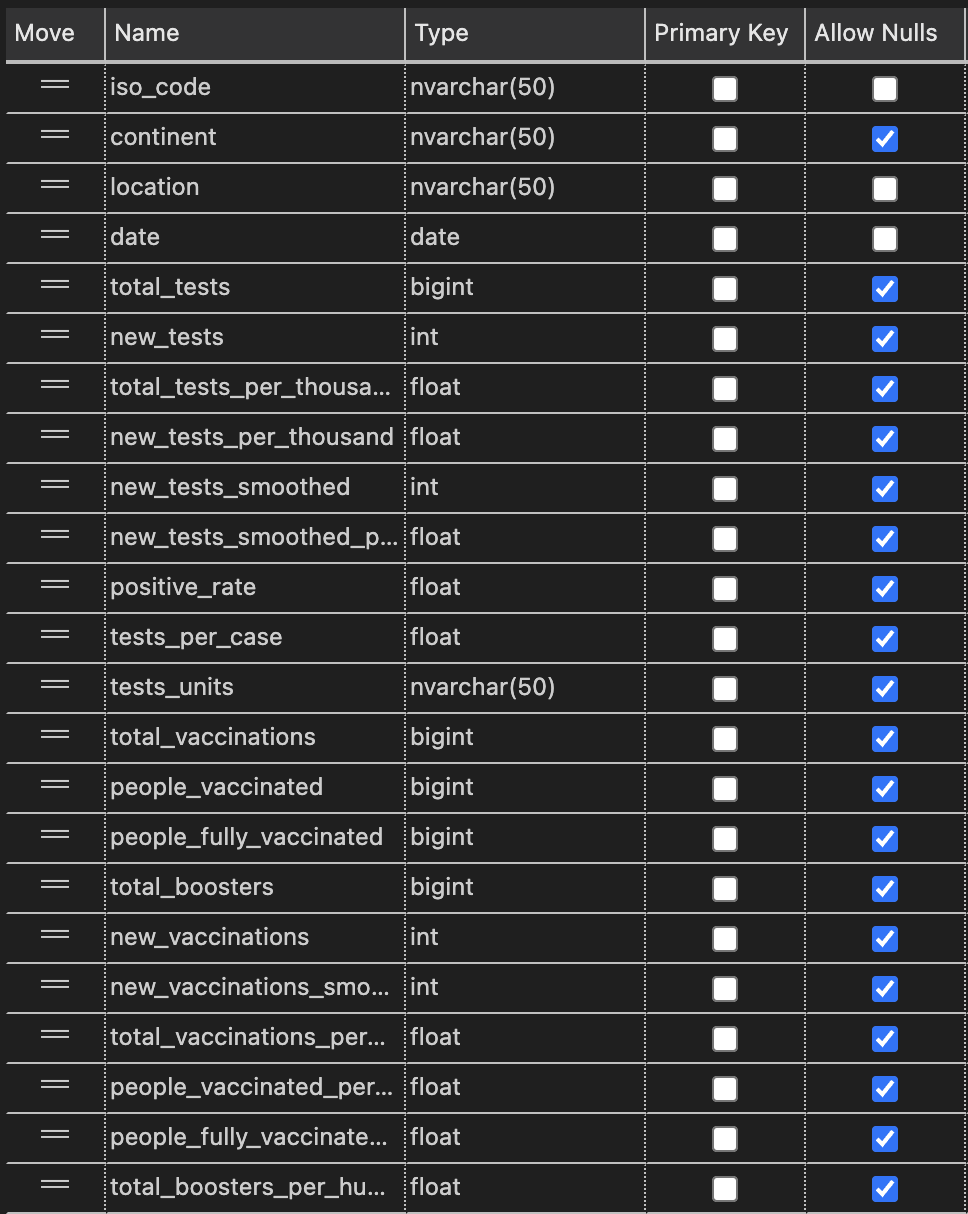 Move Name Type Primary Key Allow Nulls
iso_code nvarchar(50)
continent nvarchar(50)
location nvarchar(50)
date date
total_tests bigint
new_tests int
total_tests_per_thousa... float
new_tests_per_thousand float
new_tests_smoothed int
new_tests_smoothed_p... float
positive_rate float
tests_per_case float
tests_units nvarchar(50)
total_vaccinations bigint
people_vaccinated bigint
people_fully_vaccinated bigint
total_boosters bigint
new_vaccinations int
new_vaccinations_smo... int
total_vaccinations_per... float
people_vaccinated_per... float
people_fully_vaccinate... float
total_boosters_per_hu... float